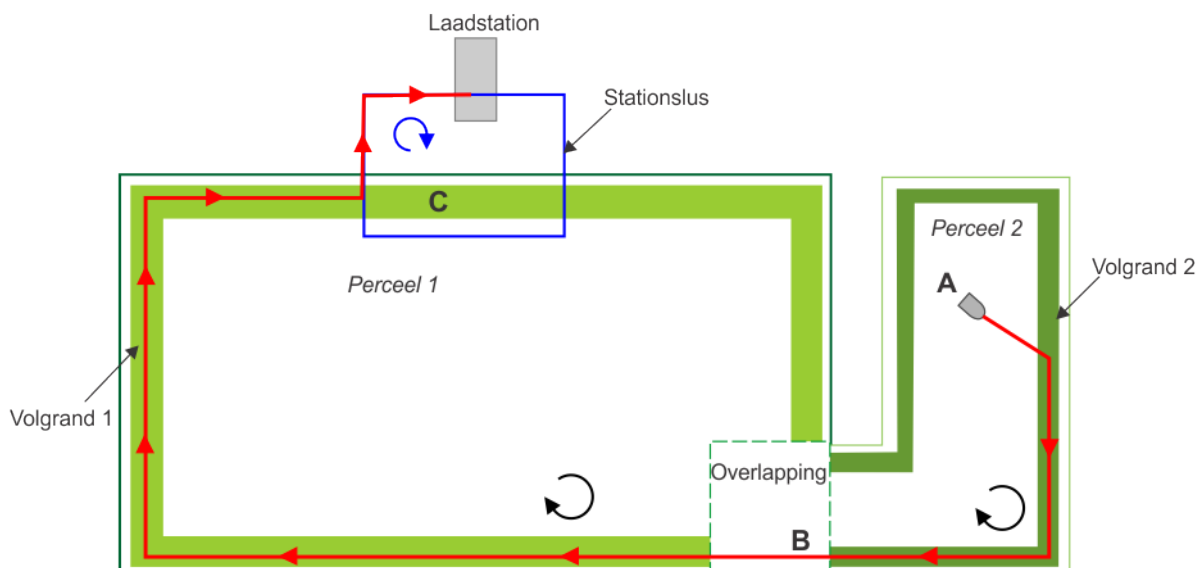 Laadstation
Stationslus
C
Perceel 2
Perceel 1
A
Volgrand 2
Volgrand 1
Overlapping
B